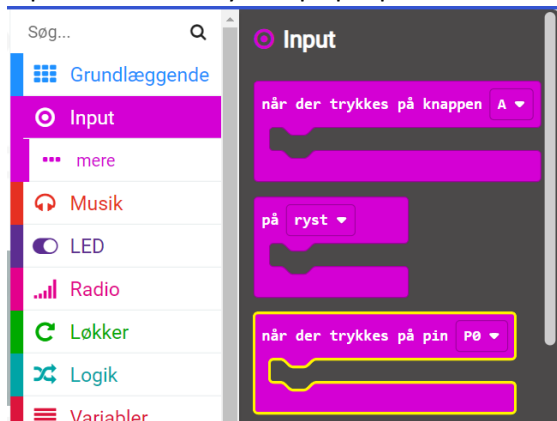 Søg...
Grundlæggende
Input
mere
Musik
LED
Radio
Løkker
Logik
Variabler
Input
når der trykkes på knappen A
på ryst
når der trykkes på pin P0